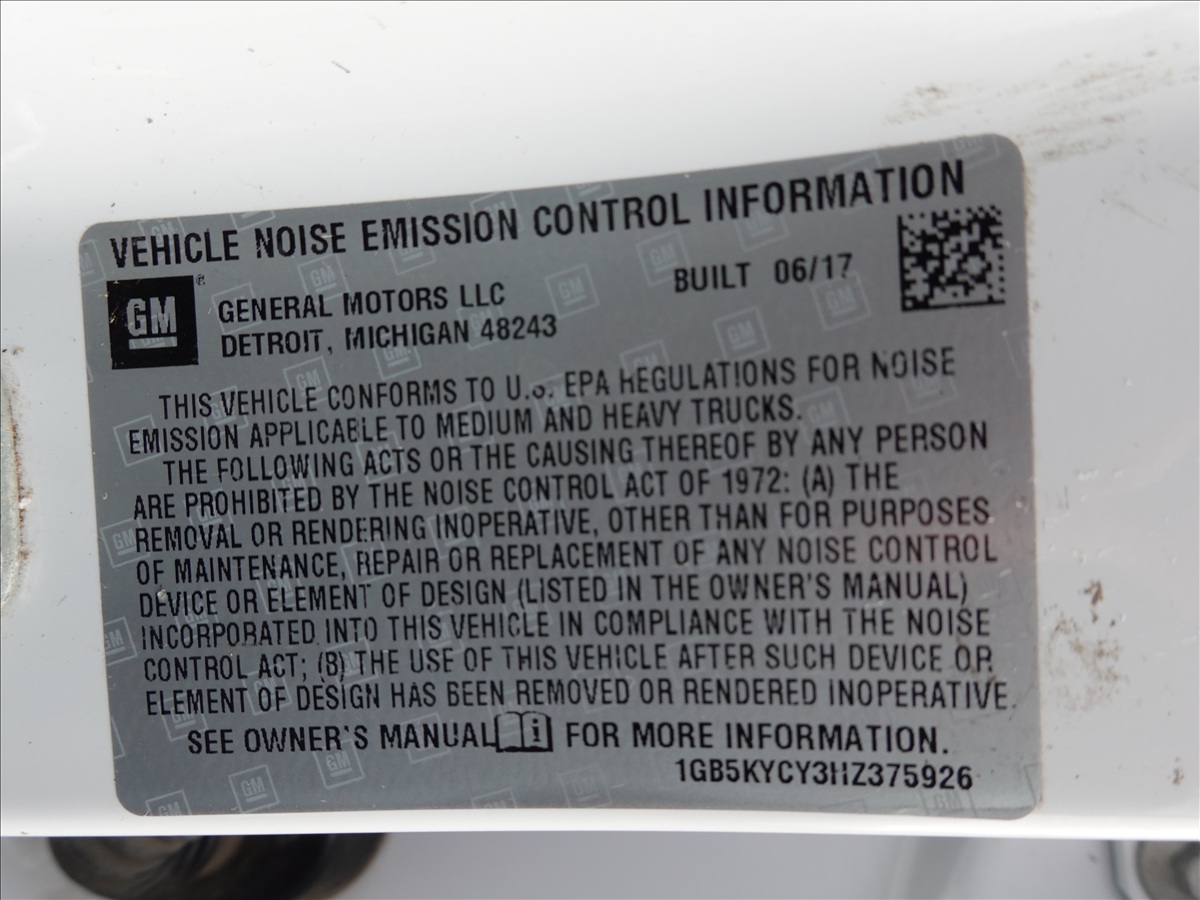 VEHICLE NOISE EMISSION CONTROL INFORMATION
GM
GENERAL MOTORS LLC
DETROIT, MICHIGAN 48243
BUILT 06/17
THIS VEHICLE CONFORMS TO U.S. EPA REGULATIONS FOR NOISE
EMISSION APPLICABLE TO MEDIUM AND HEAVY TRUCKS.
THE FOLLOWING ACTS OR THE CAUSING THEREOF BY ANY PERSON
ARE PROHIBITED BY THE NOISE CONTROL ACT OF 1972: (A) THE
REMOVAL OR RENDERING INOPERATIVE, OTHER THAN FOR PURPOSES
OF MAINTENANCE, REPAIR OR REPLACEMENT OF ANY NOISE CONTROL
DEVICE OR ELEMENT OF DESIGN (LISTED IN THE OWNER'S MANUAL)
INCORPORATED INTO THIS VEHICLE IN COMPLIANCE WITH THE NOISE
CONTROL ACT; (B) THE USE OF THIS VEHICLE AFTER SUCH DEVICE OR
ELEMENT OF DESIGN HAS BEEN REMOVED OR RENDERED INOPERATIVE.
SEE OWNER'S MANUAL FOR MORE INFORMATION.
1GB5KYCY3HZ375926